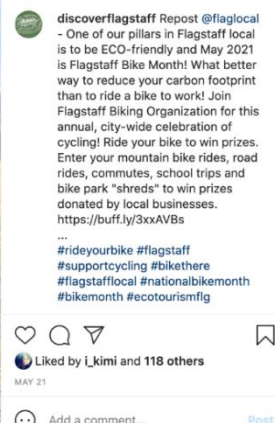 discoverflagstaff Repost @flaglocal
- One of our pillars in Flagstaff local
is to be ECO-friendly and May 2021
is Flagstaff Bike Month! What better
way to reduce your carbon footprint
than to ride a bike to work! Join
Flagstaff Biking Organization for this
annual, city-wide celebration of
cycling! Ride your bike to win prizes.
Enter your mountain bike rides, road
rides, commutes, school trips and
bike park "shreds" to win prizes
donated by local businesses.
https://buff.ly/3xxAVBs
...
#rideyourbike #flagstaff
#supportcycling #bikethere
#flagstafflocal #nationalbikemonth
#bikemonth #ecotourismflg
Liked by i_kimi and 118 others
MAY 21
Add a comment... Post